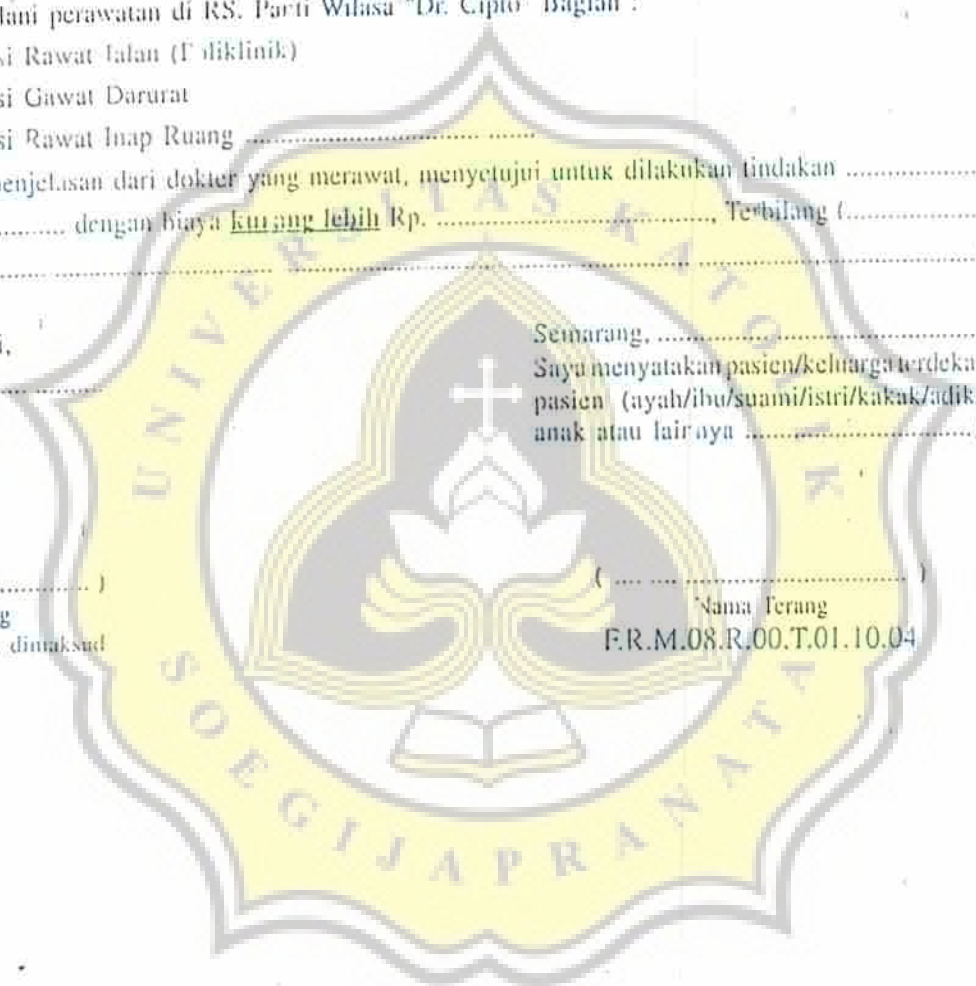 lani perawatan di RS. Panti Wilasa "Dr. Cipto" Bagian :
si Rawat Jalan (Poliklinik)
si Gawat Darurat
si Rawat Inap Ruang ..........................................
enjelasan dari dokter yang merawat, menyetujui untuk dilakukan tindakan ....................
.......... dengan biaya kurang lebih Rp. .........................................., Terbilang (....................
....................................................................................................
i,
Semarang, ..................................................
....................
Saya menyatakan pasien/keluarga terdeka
pasien (ayah/ibu/suami/istri/kakak/adik
anak atau lainya ........................................
............... )
( .................................................. )
g
Nama Terang
dimaksud
F.R.M.08.R.00.T.01.10.04
UNIVERSITAS KATOLIK
SOEGIJAPRANATA